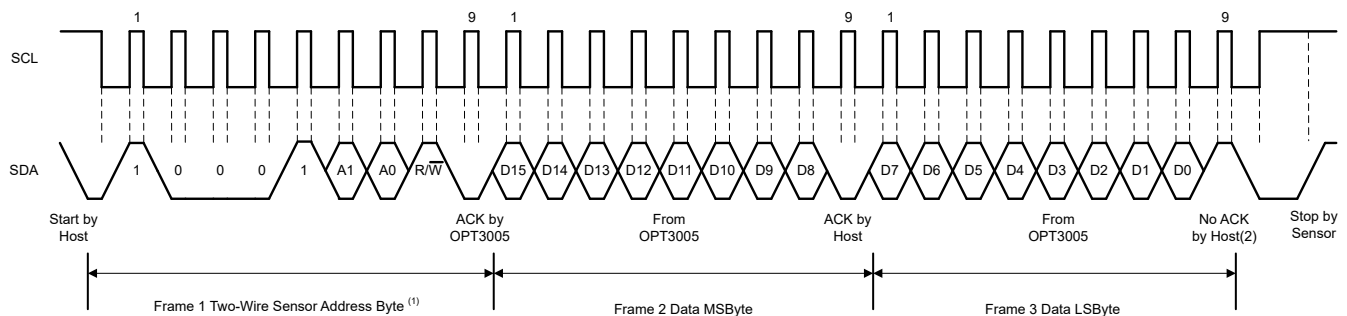 1 9 1 9 1 9
SCL
SDA
1 0 0 0 1 A1 A0 R/W̅ D15 D14 D13 D12 D11 D10 D9 D8 D7 D6 D5 D4 D3 D2 D1 D0
Start by
Host
ACK by
OPT3005
From
OPT3005
ACK by
Host
From
OPT3005
No ACK
by Host(2)
Stop by
Sensor
Frame 1 Two-Wire Sensor Address Byte (1)
Frame 2 Data MSByte
Frame 3 Data LSByte